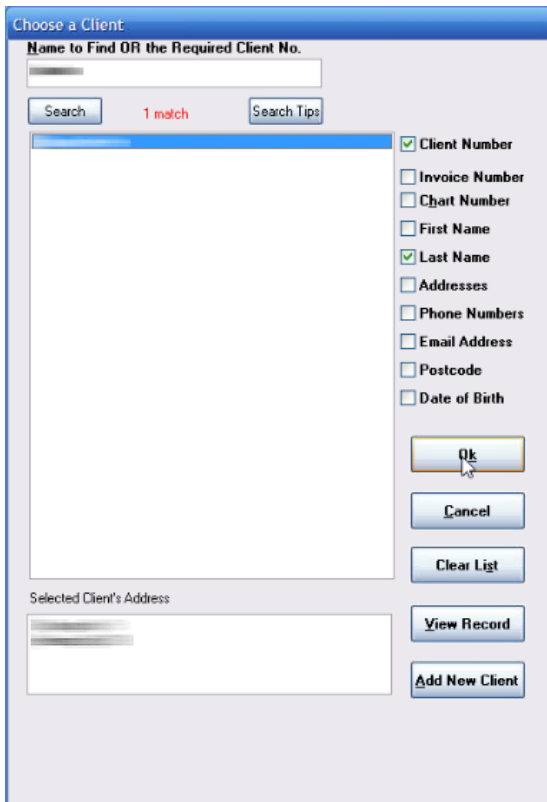 Choose a Client
Name to Find OR the Required Client No.
Search 1 match Search Tips
Client Number
Invoice Number
Chart Number
First Name
Last Name
Addresses
Phone Numbers
Email Address
Postcode
Date of Birth
Ok
Cancel
Clear List
Selected Client's Address
View Record
Add New Client